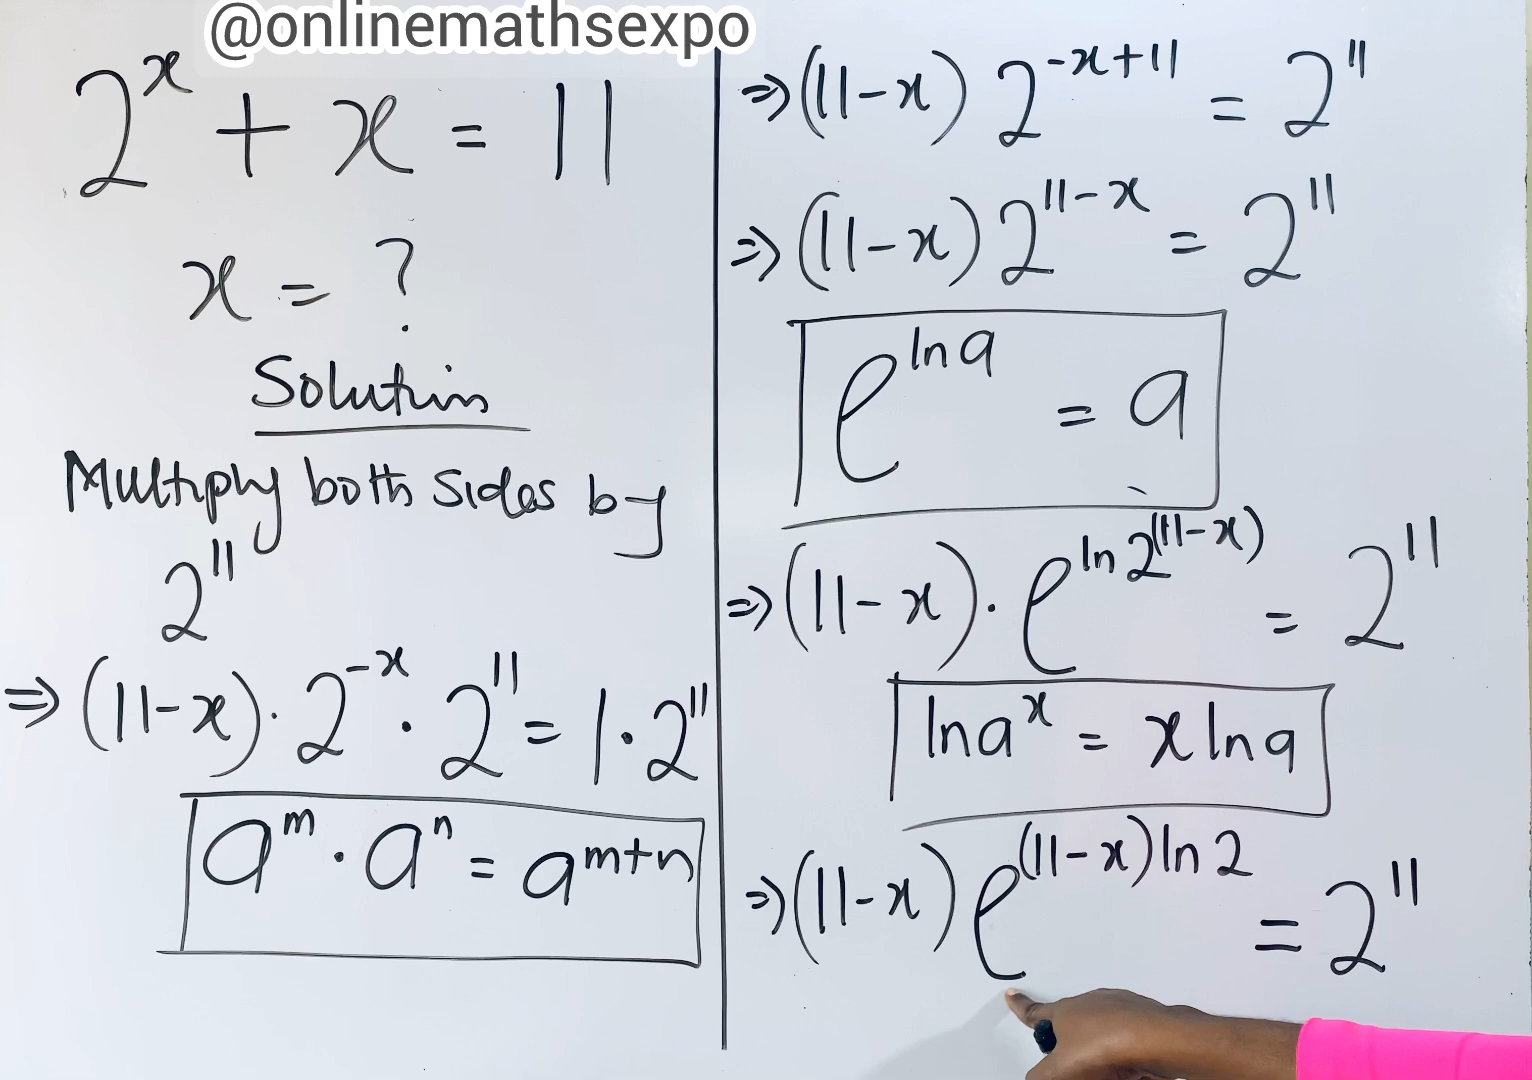 @onlinemathsexpo
2^x + x = 11
x = ?
Solution
Multiply both sides by
2^11
⇒ (11-x)·2^-x · 2^11 = 1·2^11
a^m · a^n = a^m+n
⇒ (11-x) 2^-x+11 = 2^11
⇒ (11-x) 2^11-x = 2^11
e^ln a = a
⇒ (11-x) · e^ln 2^(11-x) = 2^11
ln a^x = x ln a
⇒ (11-x) e^(11-x) ln 2 = 2^11